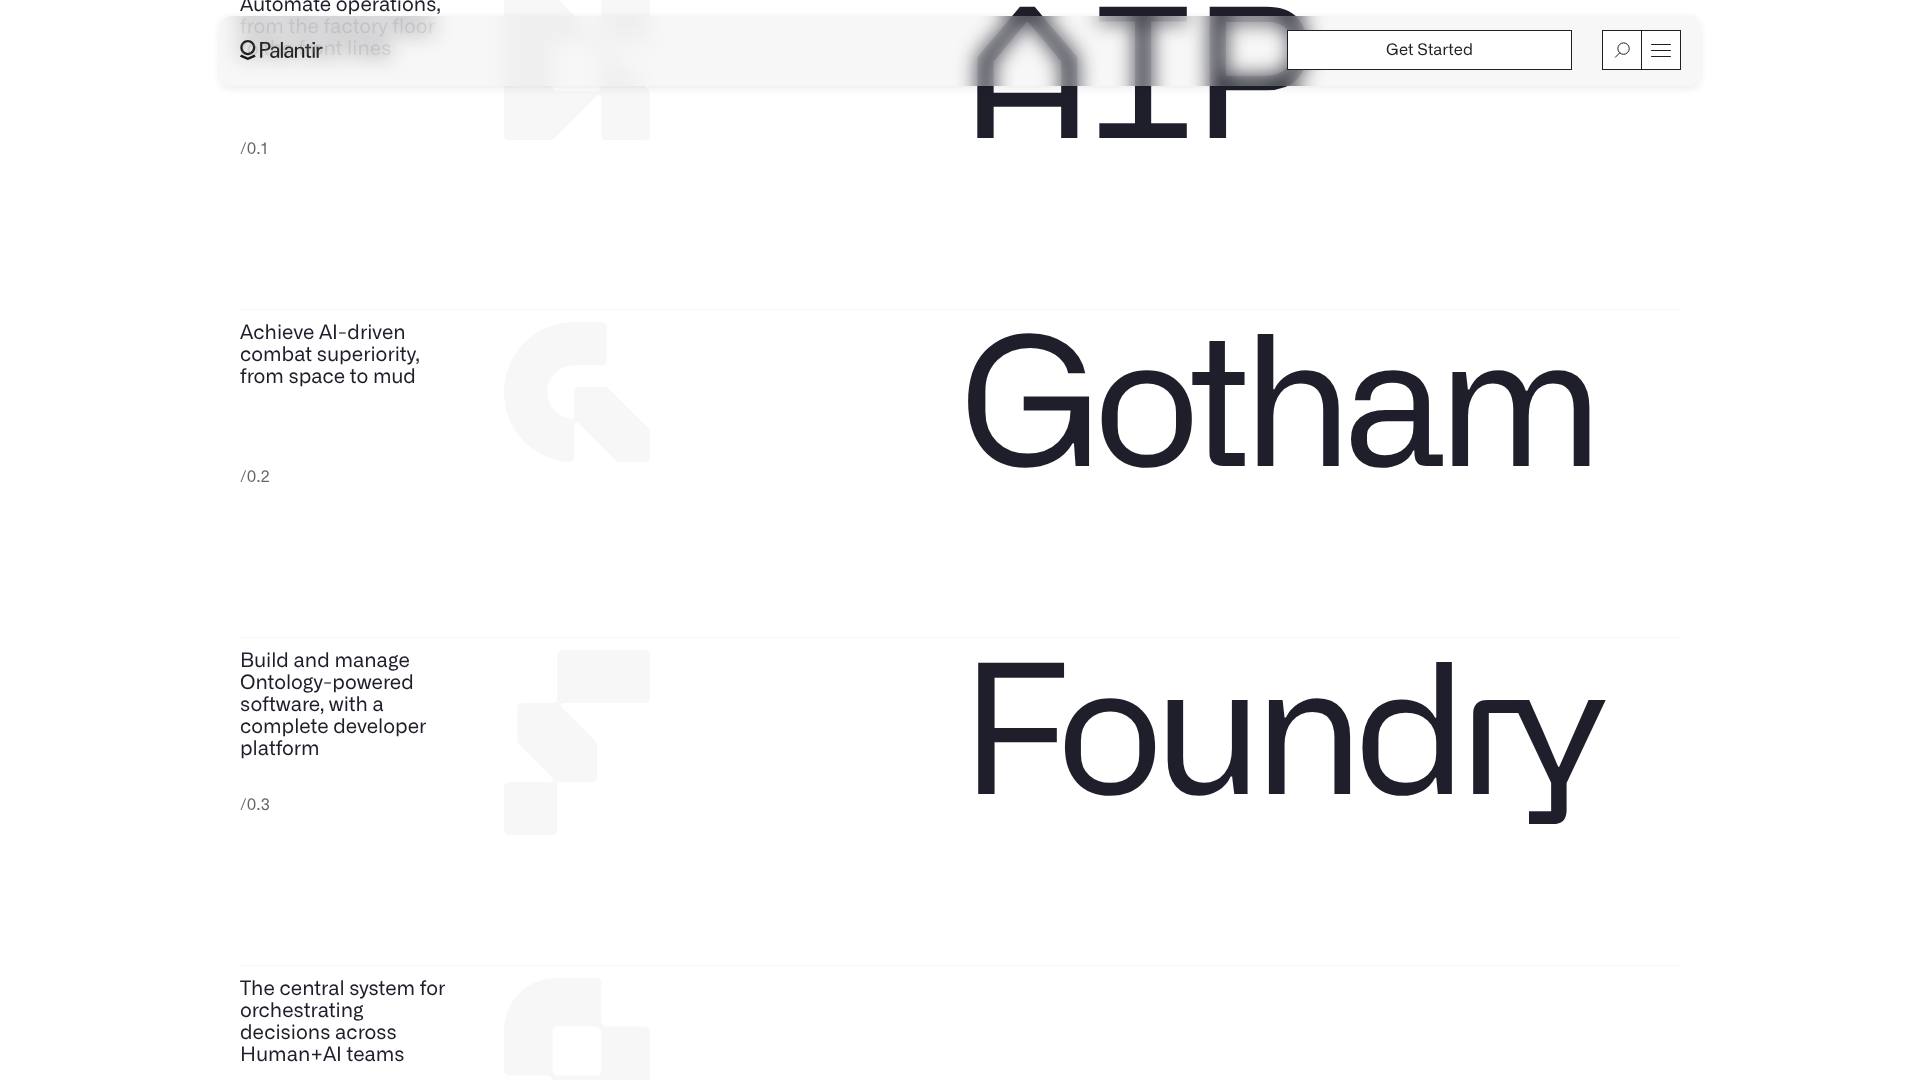 Automate operations,
from the factory floor
front lines
Palantir
Get Started
AIP
/0.1
Achieve AI-driven
combat superiority,
from space to mud
/0.2
Gotham
Build and manage
Ontology-powered
software, with a
complete developer
platform
/0.3
Foundry
The central system for
orchestrating
decisions across
Human+AI teams